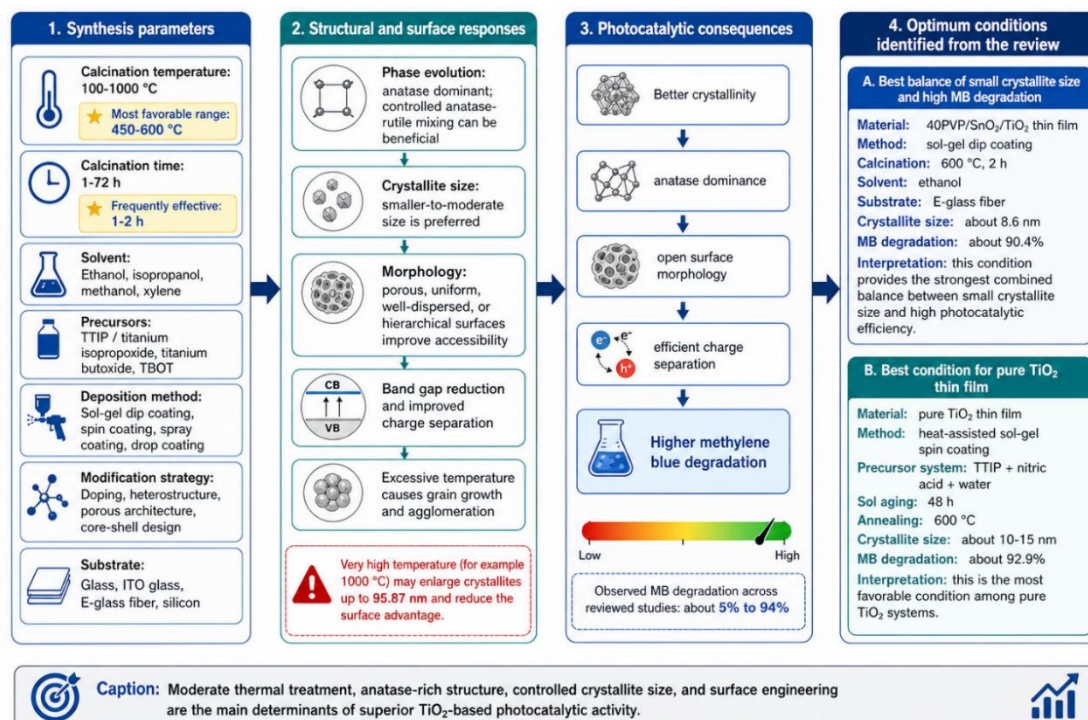 1. Synthesis parameters
Calcination temperature:
100-1000 °C
Most favorable range:
450-600 °C
Calcination time:
1-72 h
Frequently effective:
1-2 h
Solvent:
Ethanol, isopropanol,
methanol, xylene
Precursors:
TTIP / titanium
isopropoxide, titanium
butoxide, TBOT
Deposition method:
Sol-gel dip coating,
spin coating, spray
coating, drop coating
Modification strategy:
Doping, heterostructure,
porous architecture,
core-shell design
Substrate:
Glass, ITO glass,
E-glass fiber, silicon
2. Structural and surface responses
Phase evolution:
anatase dominant;
controlled anatase-
rutile mixing can be
beneficial
Crystallite size:
smaller-to-moderate
size is preferred
Morphology:
porous, uniform,
well-dispersed, or
hierarchical surfaces
improve accessibility
CB
VB
Band gap reduction
and improved
charge separation
Excessive temperature
causes grain growth
and agglomeration
Very high temperature (for example
1000 °C) may enlarge crystallites
up to 95.87 nm and reduce the
surface advantage.
3. Photocatalytic consequences
Better crystallinity
anatase dominance
open surface
morphology
e⁻
e⁻
h⁺
efficient charge
separation
Higher methylene
blue degradation
Low
High
Observed MB degradation across
reviewed studies: about 5% to 94%
4. Optimum conditions
identified from the review
A. Best balance of small crystallite size
and high MB degradation
Material: 40PVP/SnO₂/TiO₂ thin film
Method: sol-gel dip coating
Calcination: 600 °C, 2 h
Solvent: ethanol
Substrate: E-glass fiber
Crystallite size: about 8.6 nm
MB degradation: about 90.4%
Interpretation: this condition
provides the strongest combined
balance between small crystallite
size and high photocatalytic
efficiency.
B. Best condition for pure TiO₂
thin film
Material: pure TiO₂ thin film
Method: heat-assisted sol-gel
spin coating
Precursor system: TTIP + nitric
acid + water
Sol aging: 48 h
Annealing: 600 °C
Crystallite size: about 10-15 nm
MB degradation: about 92.9%
Interpretation: this is the most
favorable condition among pure
TiO₂ systems.
Caption: Moderate thermal treatment, anatase-rich structure, controlled crystallite size, and surface engineering
are the main determinants of superior TiO₂-based photocatalytic activity.